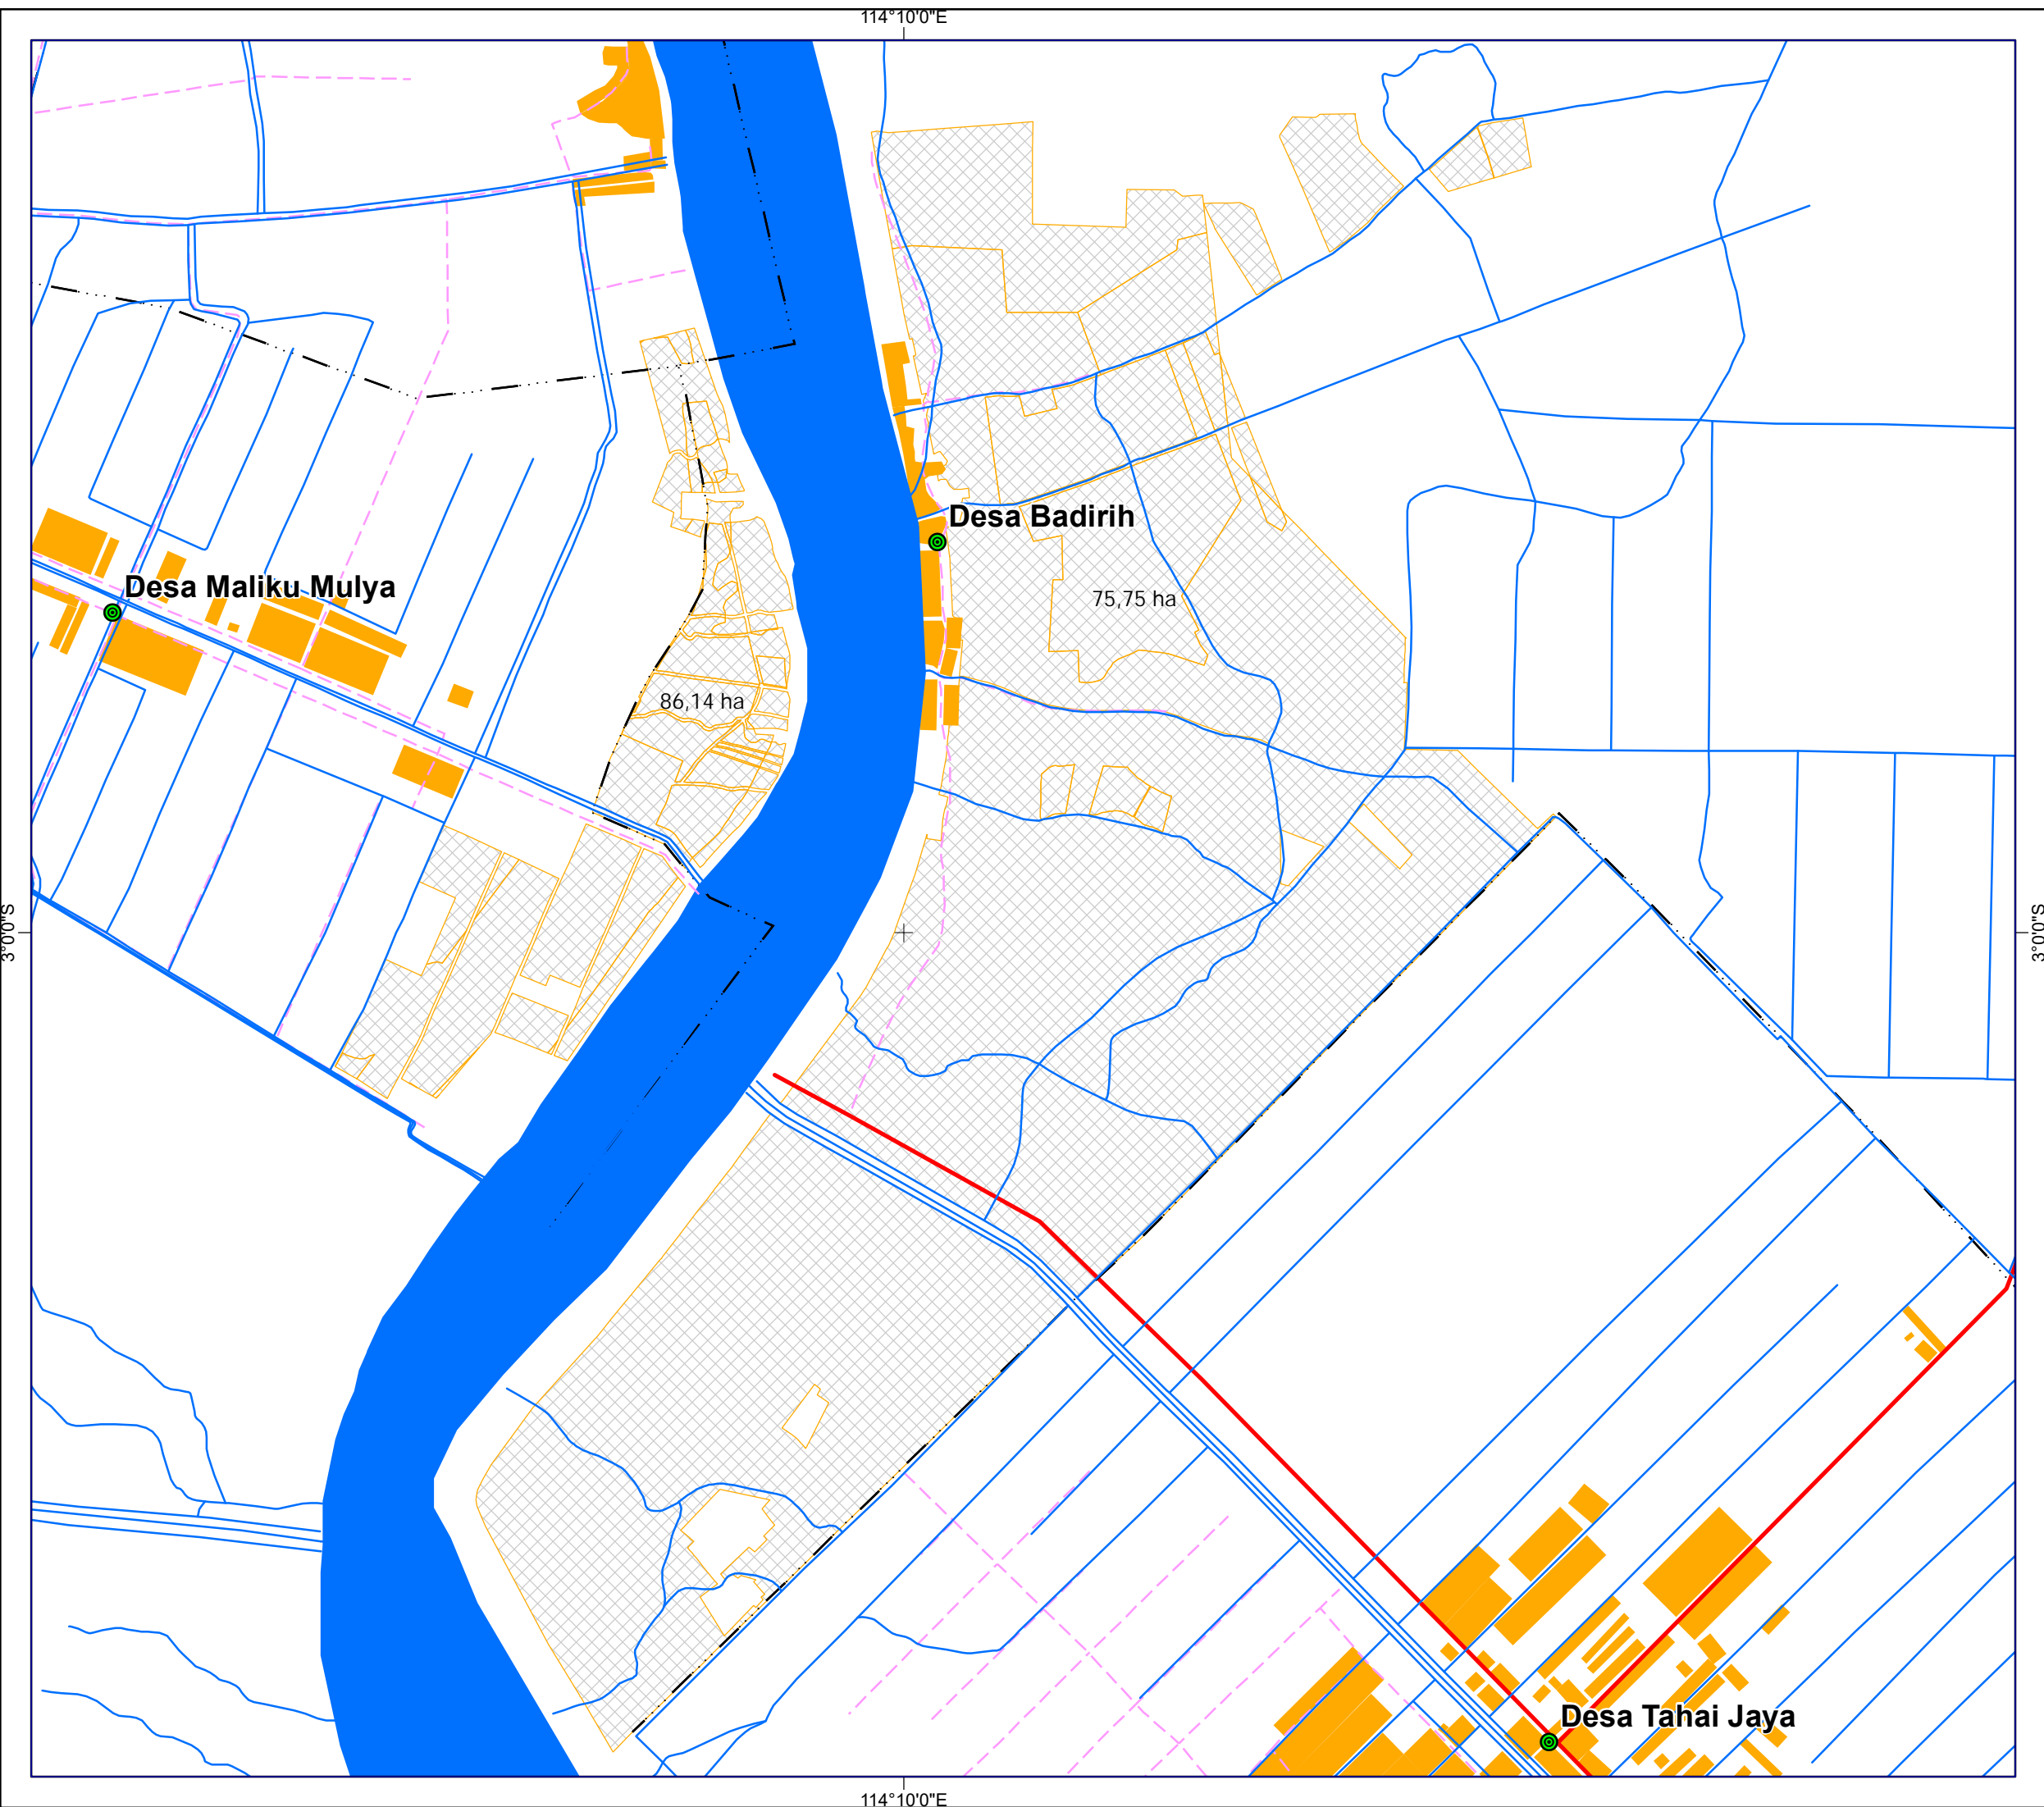 114°10'0"E
Desa Badirih
Desa Maliku Mulya
75,75 ha
86,14 ha
3°0'0"S
3°0'0"S
Desa Tahai Jaya
114°10'0"E